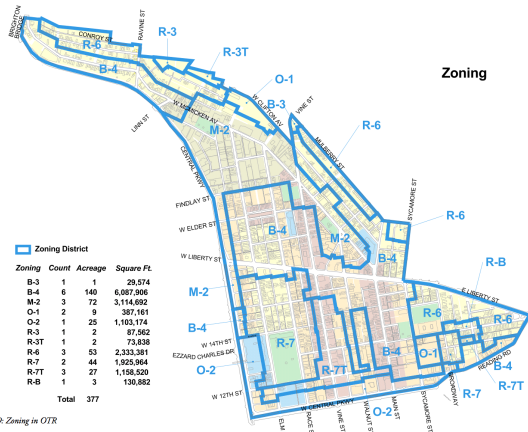 Zoning
BRIGHTON
BRIDGE
CONROY ST
RAVINE ST
R-3
R-6
B-4
R-3T
O-1
W CLIFTON AV
B-3
VINE ST
W MCMICKEN AV
M-2
MULBERRY ST
R-6
LINN ST
CENTRAL PKWY
SYCAMORE ST
FINDLAY ST
R-6
W ELDER ST
B-4
M-2
B-4
W LIBERTY ST
R-B
E LIBERTY ST
M-2
R-6
R-6
B-4
W 14TH ST
EZZARD CHARLES DR
R-7
R-7T
B-4
O-1
READING RD
B-4
O-2
BROADWAY
R-7
W 12TH ST
W CENTRAL PKWY
O-2
ELM
RACE S
VINE ST
WALNUT S
MAIN ST
SYCAMORE ST
Zoning District
Zoning Count Acreage Square Ft.
B-3 1 1 29,574
B-4 6 140 6,087,906
M-2 3 72 3,114,692
O-1 2 9 387,161
O-2 1 25 1,103,174
R-3 1 2 87,562
R-3T 1 2 73,838
R-6 3 53 2,333,381
R-7 2 44 1,925,964
R-7T 3 27 1,158,520
R-B 1 3 130,882
Total 377
: Zoning in OTR